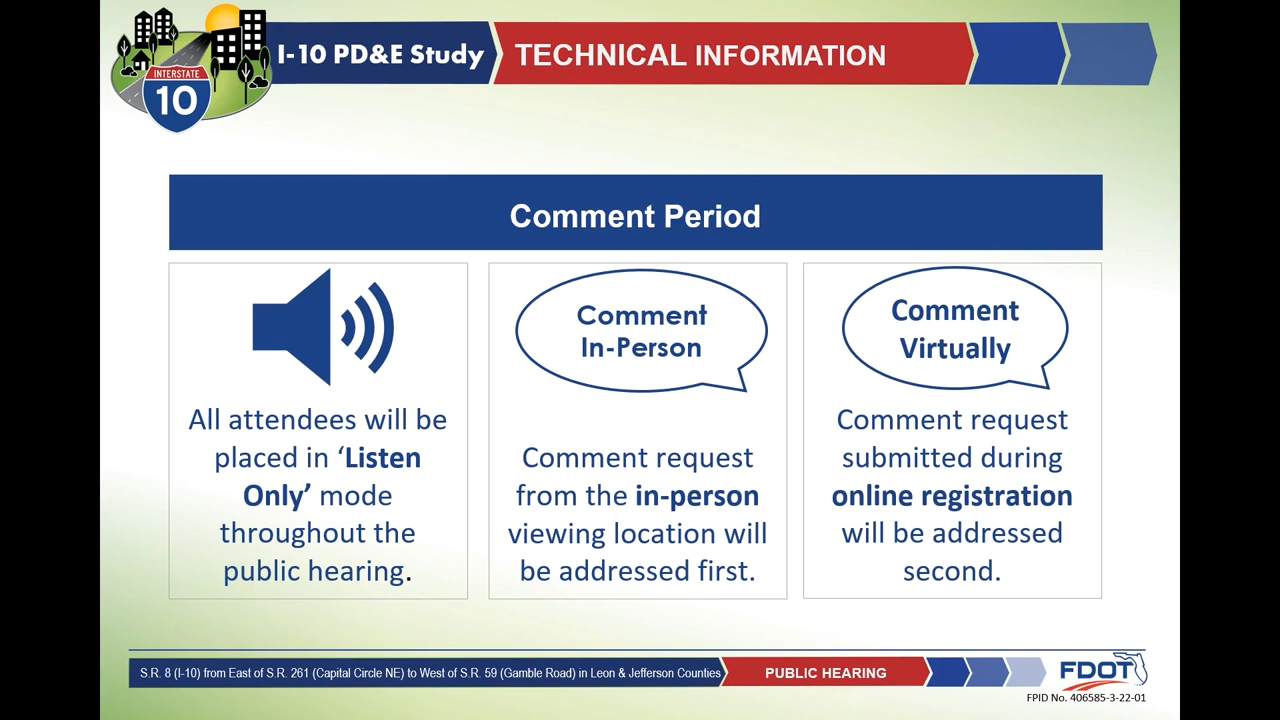 INTERSTATE
10
I-10 PD&E Study
TECHNICAL INFORMATION
Comment Period
All attendees will be
placed in ‘Listen
Only’ mode
throughout the
public hearing.
Comment
In-Person
Comment request
from the in-person
viewing location will
be addressed first.
Comment
Virtually
Comment request
submitted during
online registration
will be addressed
second.
S.R. 8 (I-10) from East of S.R. 261 (Capital Circle NE) to West of S.R. 59 (Gamble Road) in Leon & Jefferson Counties
PUBLIC HEARING
FDOT
FPID No. 406585-3-22-01